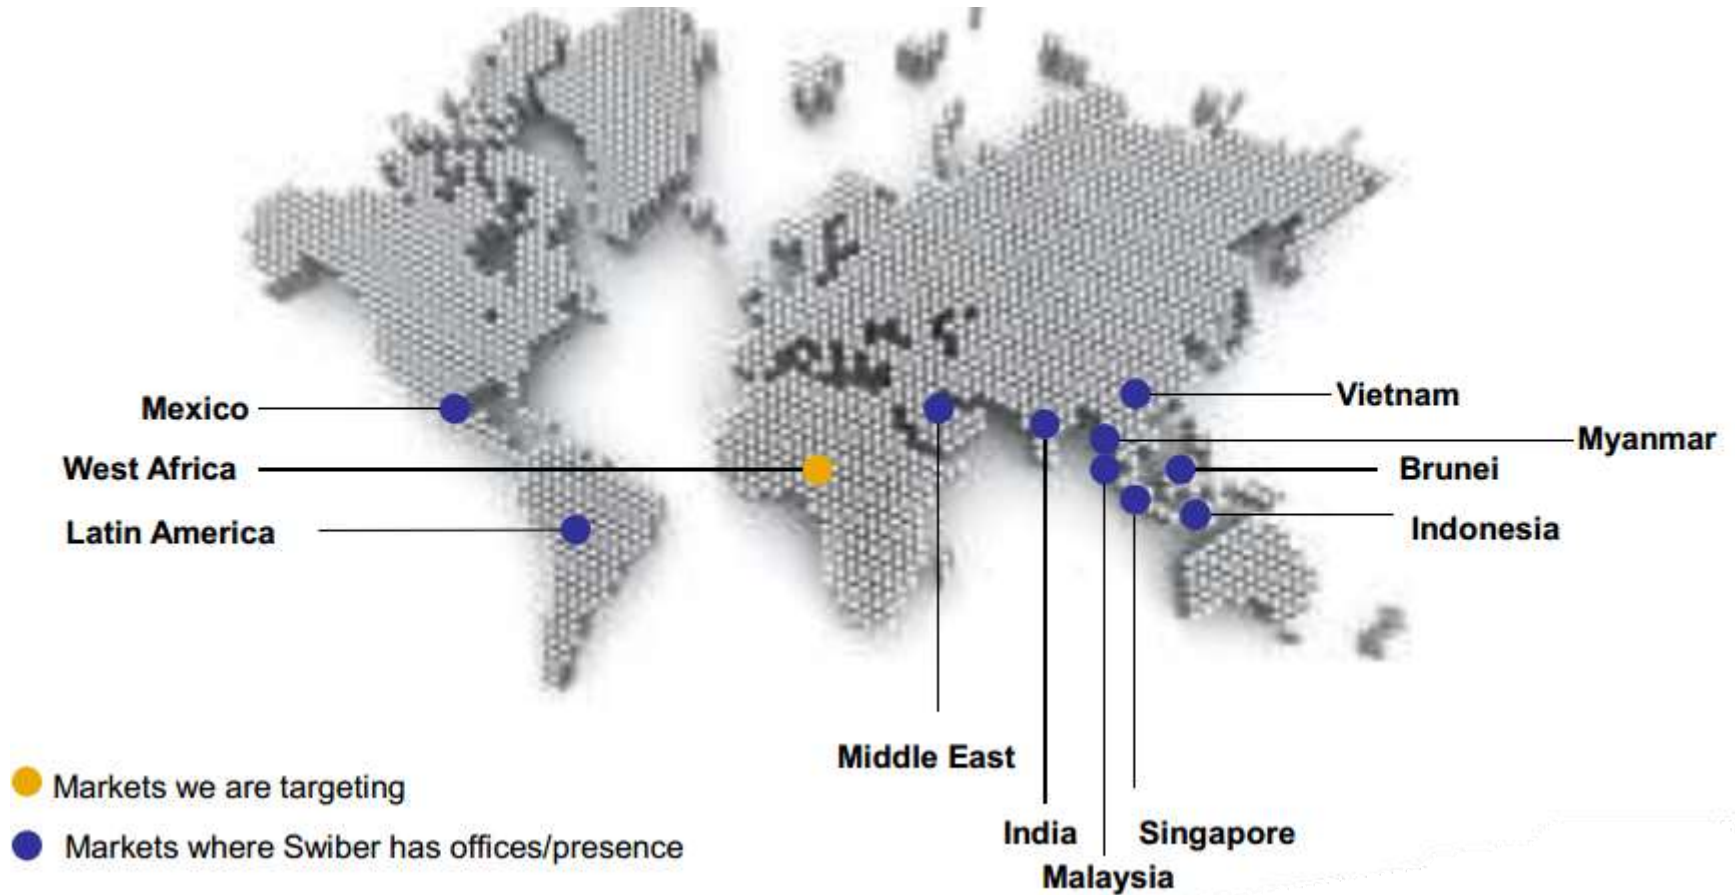 Mexico
Vietnam
Myanmar
West Africa
Brunei
Latin America
Indonesia
Middle East
Markets we are targeting
India
Singapore
Markets where Swiber has offices/presence
Malaysia